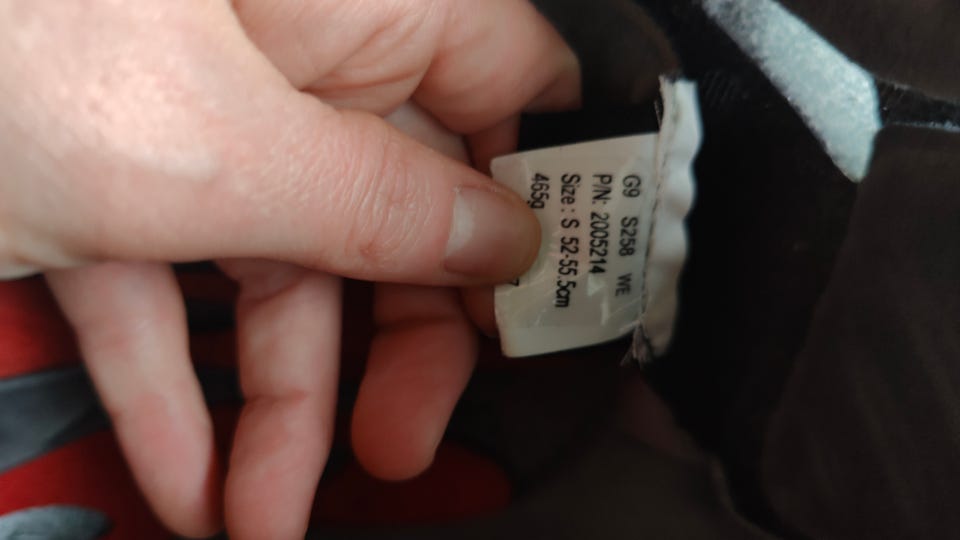 G9 S258 WE
P/N: 2005214
Size : S 52-55.5cm
465g